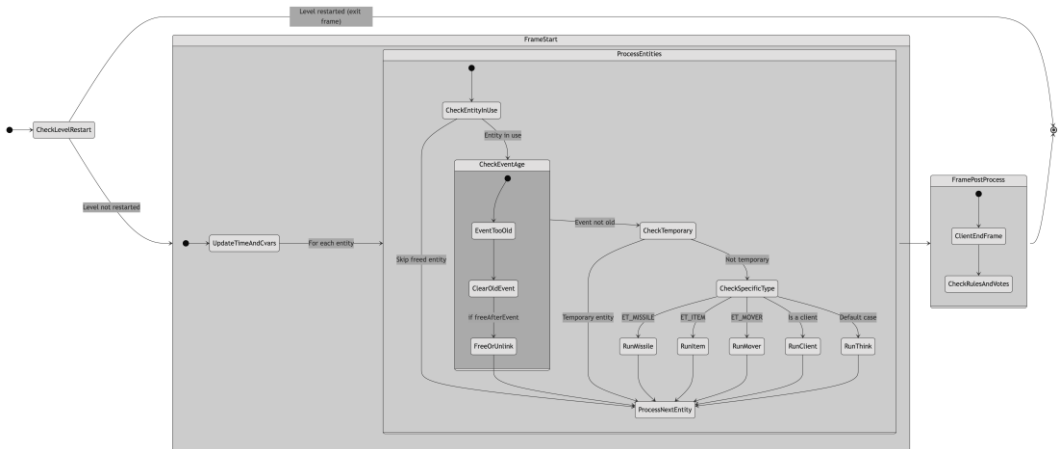 Level restarted (exit
frame)
FrameStart
ProcessEntities
CheckEntityInUse
CheckLevelRestart
Entity in use
CheckEventAge
FramePostProcess
Level not restarted
EventTooOld
Event not old
CheckTemporary
ClientEndFrame
UpdateTimeAndCvars
For each entity
Skip freed entity
Not temporary
ClearOldEvent
CheckSpecificType
CheckRulesAndVotes
If freeAfterEvent
Temporary entity
ET_MISSILE
ET_ITEM
ET_MOVER
Is a client
Default case
FreeOrUnlink
RunMissile
RunItem
RunMover
RunClient
RunThink
ProcessNextEntity